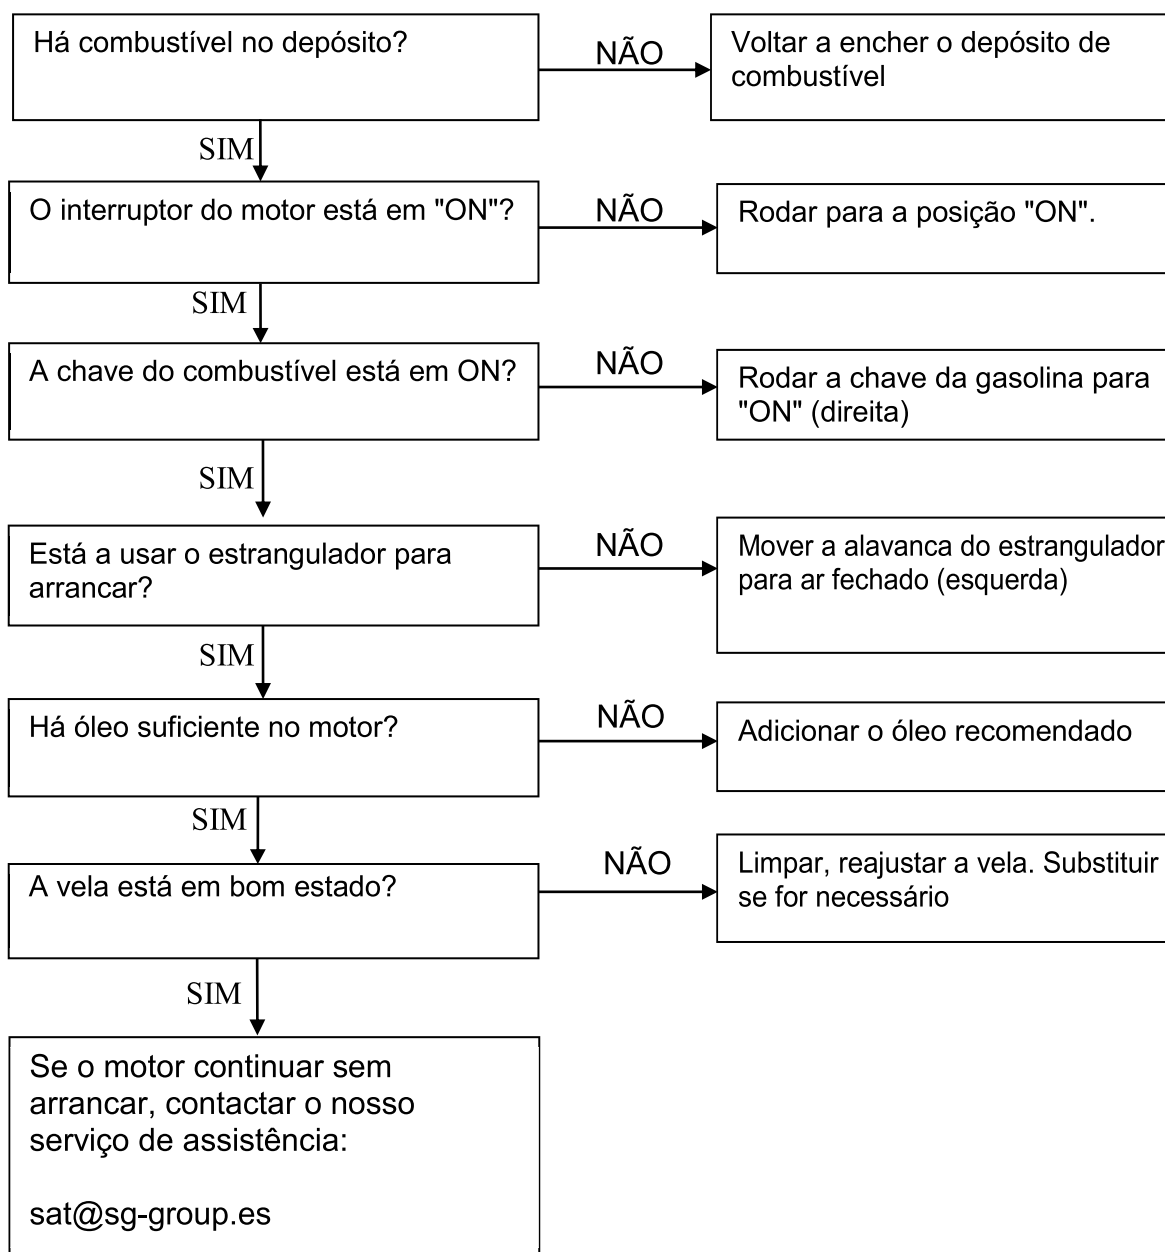 Há combustível no depósito?
NÃO
Voltar a encher o depósito de
combustível
SIM
O interruptor do motor está em "ON"?
NÃO
Rodar para a posição "ON".
SIM
A chave do combustível está em ON?
NÃO
Rodar a chave da gasolina para
"ON" (direita)
SIM
Está a usar o estrangulador para
arrancar?
NÃO
Mover a alavanca do estrangulador
para ar fechado (esquerda)
SIM
Há óleo suficiente no motor?
NÃO
Adicionar o óleo recomendado
SIM
A vela está em bom estado?
NÃO
Limpar, reajustar a vela. Substituir
se for necessário
SIM
Se o motor continuar sem
arrancar, contactar o nosso
serviço de assistência:
sat@sg-group.es